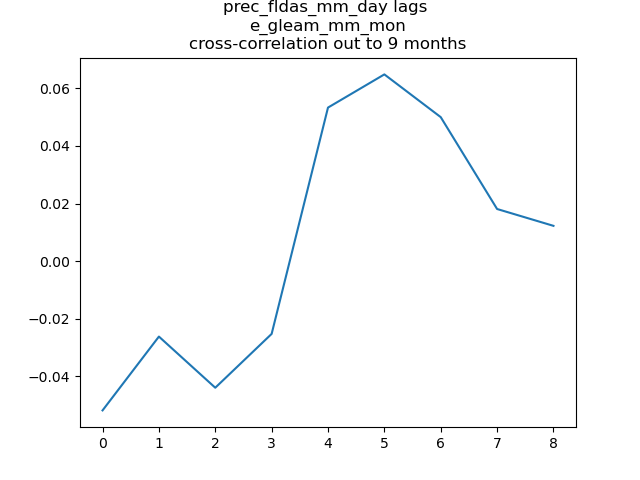 prec_fldas_mm_day lags
e_gleam_mm_mon
cross-correlation out to 9 months
0.06
0.04
0.02
0.00
−0.02
−0.04
0 1 2 3 4 5 6 7 8